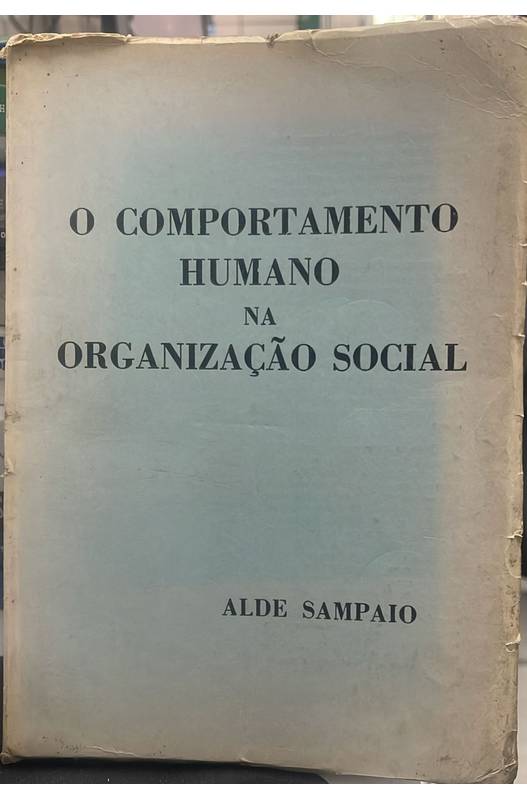 O COMPORTAMENTO
HUMANO
NA
ORGANIZAÇÃO SOCIAL
ALDE SAMPAIO